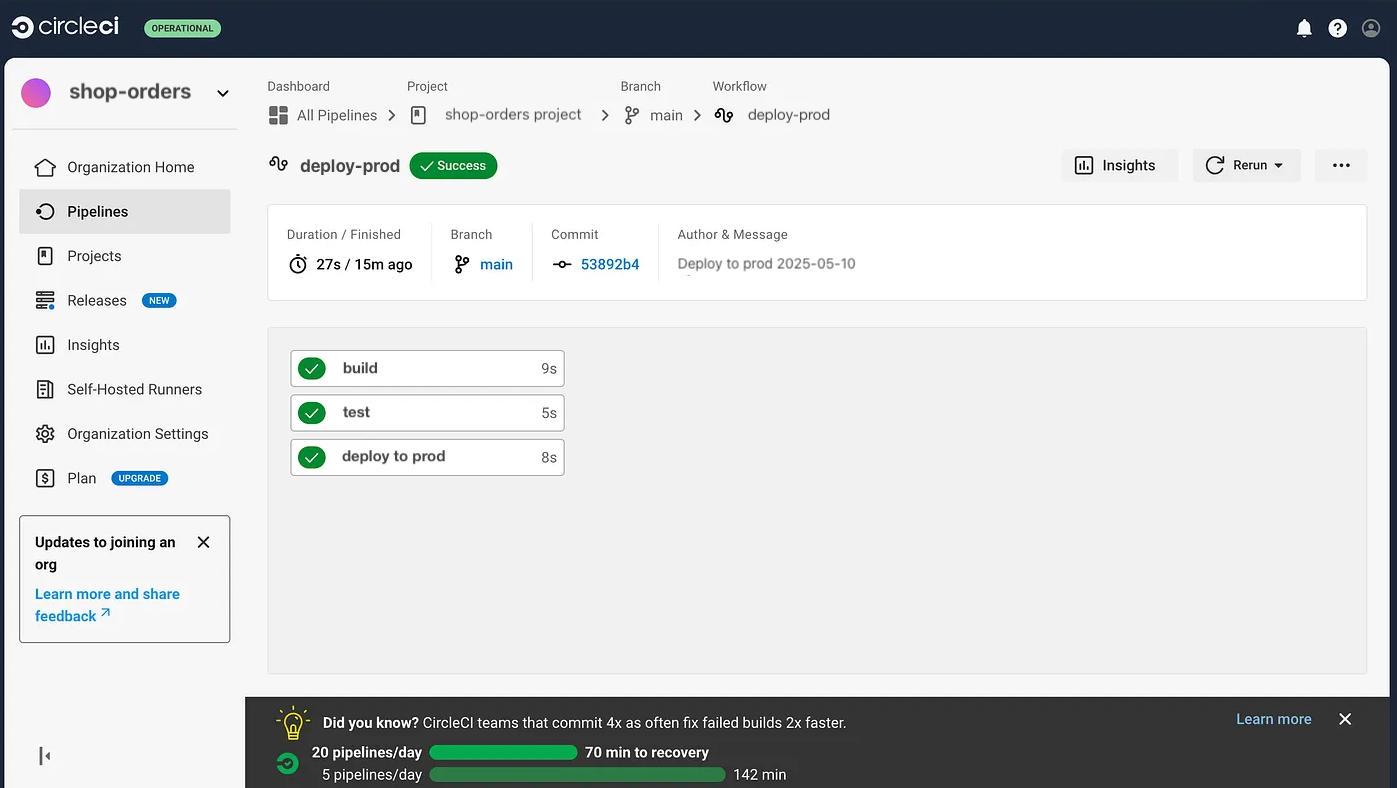 circleci OPERATIONAL
shop-orders
Organization Home
Pipelines
Projects
Releases NEW
Insights
Self-Hosted Runners
Organization Settings
Plan UPGRADE
Updates to joining an
org
Learn more and share
feedback
Dashboard Project Branch Workflow
All Pipelines shop-orders project main deploy-prod
deploy-prod Success Insights Rerun
Duration / Finished Branch Commit Author & Message
27s / 15m ago main 53892b4 Deploy to prod 2025-05-10
build 9s
test 5s
deploy to prod 8s
Did you know? CircleCI teams that commit 4x as often fix failed builds 2x faster. Learn more
20 pipelines/day 70 min to recovery
5 pipelines/day 142 min